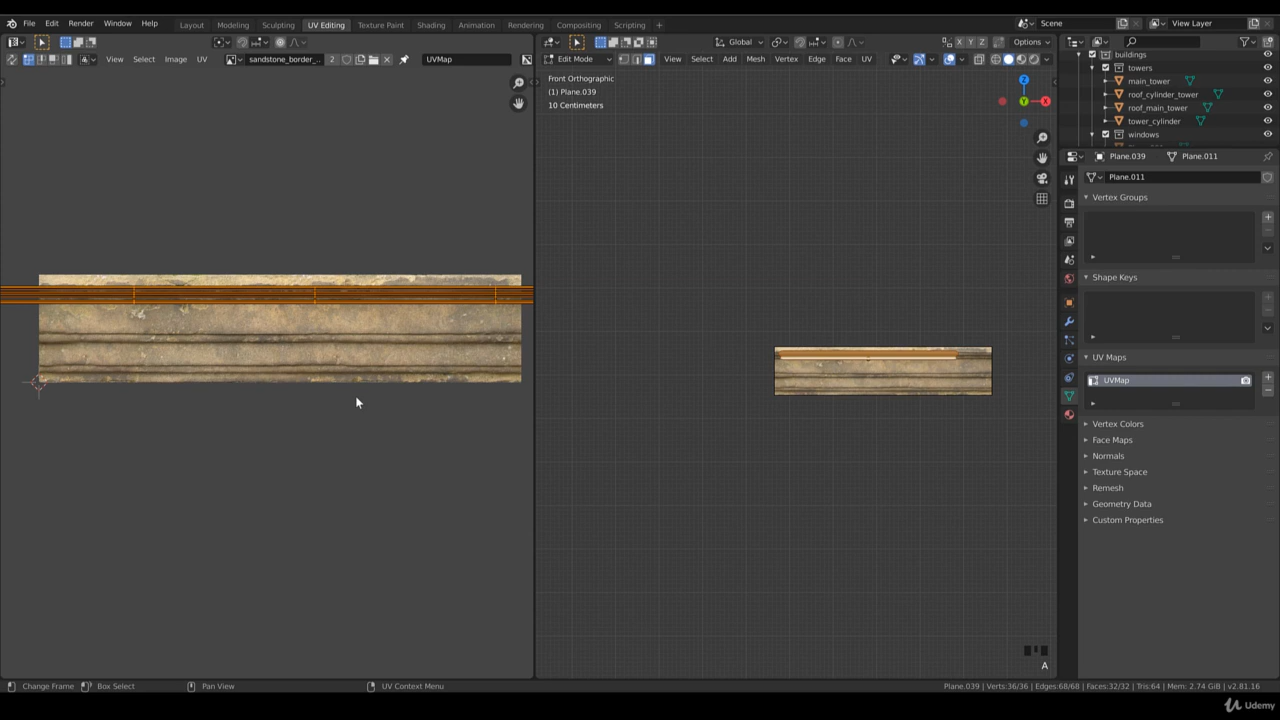 File Edit Render Window Help
Layout Modeling Sculpting UV Editing Texture Paint Shading Animation Rendering Compositing Scripting +
Scene
View Layer
Global
Options
View Select Image UV
sandstone_border_.. 2
UVMap
Edit Mode
View Select Add Mesh Vertex Edge Face UV
X Y Z
Front Orthographic
(1) Plane.039
10 Centimeters
Z
Y
X
buildings
towers
main_tower
roof_cylinder_tower
roof_main_tower
tower_cylinder
windows
Plane.039
Plane.011
Plane.011
Vertex Groups
Shape Keys
UV Maps
UVMap
Vertex Colors
Face Maps
Normals
Texture Space
Remesh
Geometry Data
Custom Properties
A
Change Frame
Box Select
Pan View
UV Context Menu
Plane.039 | Verts:36/36 | Edges:68/68 | Faces:32/32 | Tris:64 | Mem: 2.74 GiB | v2.81.16
Udemy